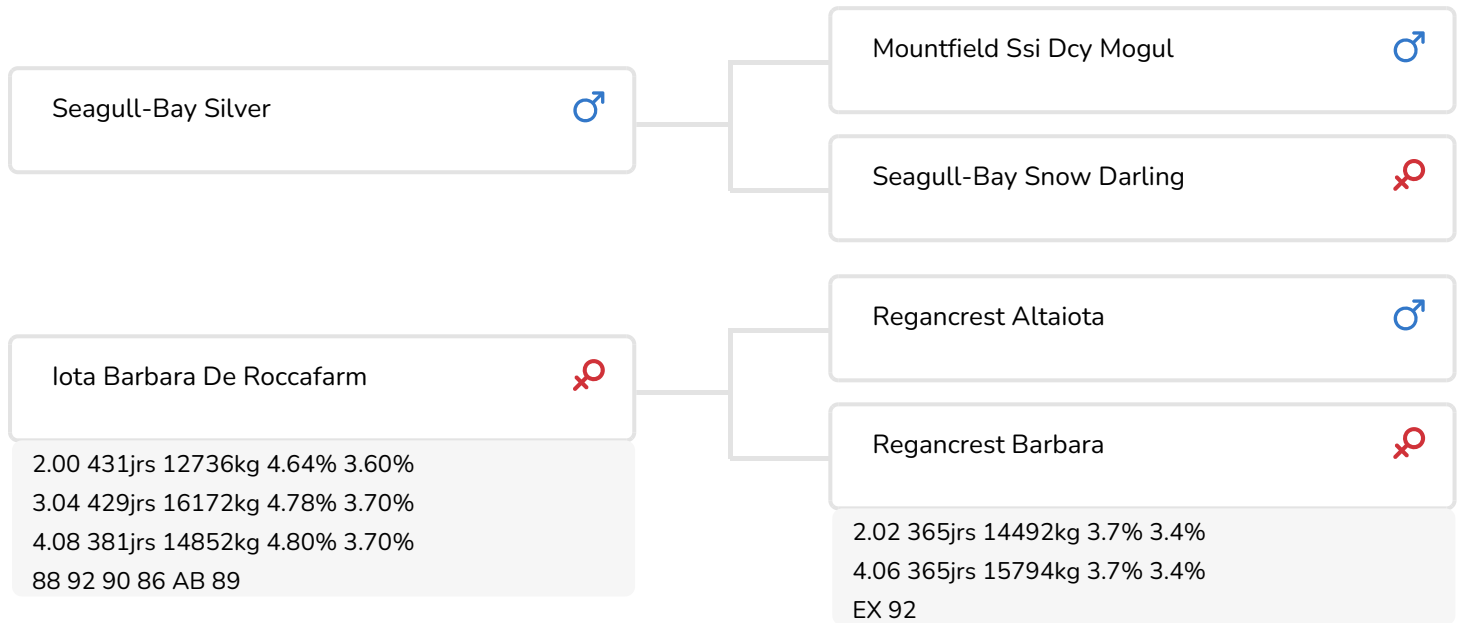 Seagull-Bay Silver
Mountfield Ssi Dcy Mogul
Seagull-Bay Snow Darling
Iota Barbara De Roccafarm
2.00 431jrs 12736kg 4.64% 3.60%
3.04 429jrs 16172kg 4.78% 3.70%
4.08 381jrs 14852kg 4.80% 3.70%
88 92 90 86 AB 89
Regancrest Altaiota
Regancrest Barbara
2.02 365jrs 14492kg 3.7% 3.4%
4.06 365jrs 15794kg 3.7% 3.4%
EX 92